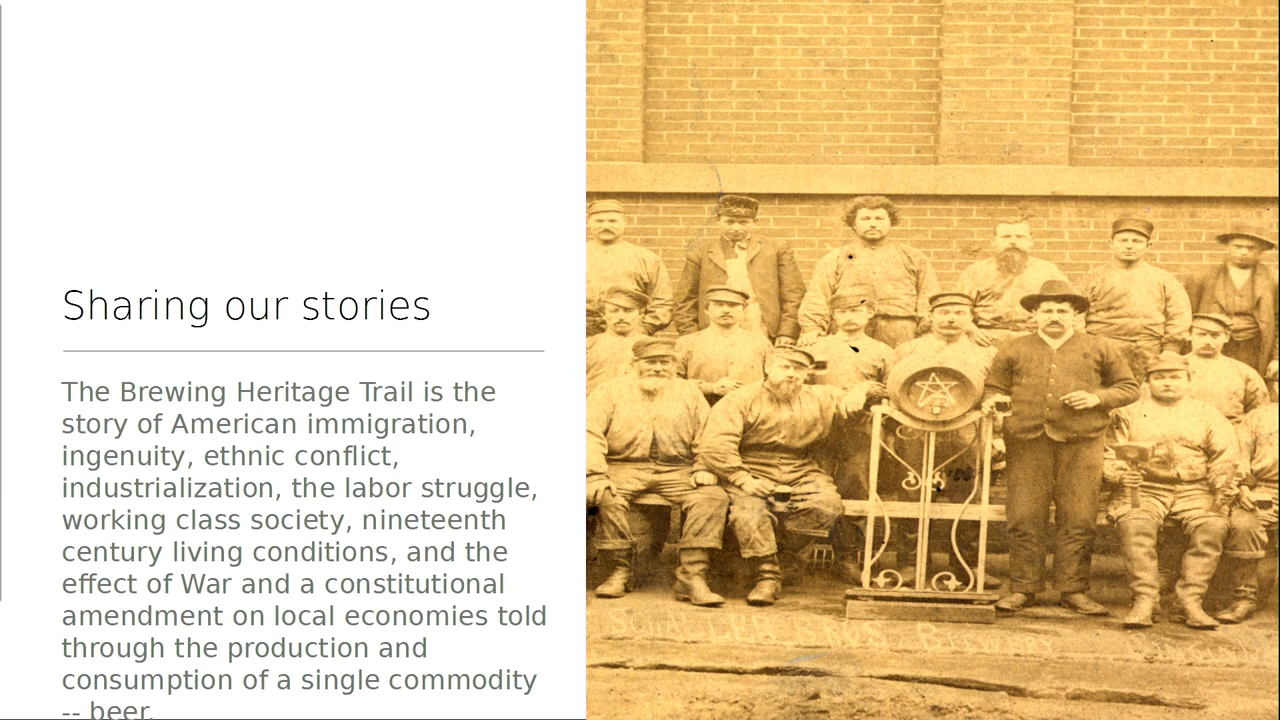 Sharing our stories
The Brewing Heritage Trail is the
story of American immigration,
ingenuity, ethnic conflict,
industrialization, the labor struggle,
working class society, nineteenth
century living conditions, and the
effect of War and a constitutional
amendment on local economies told
through the production and
consumption of a single commodity
-- beer.